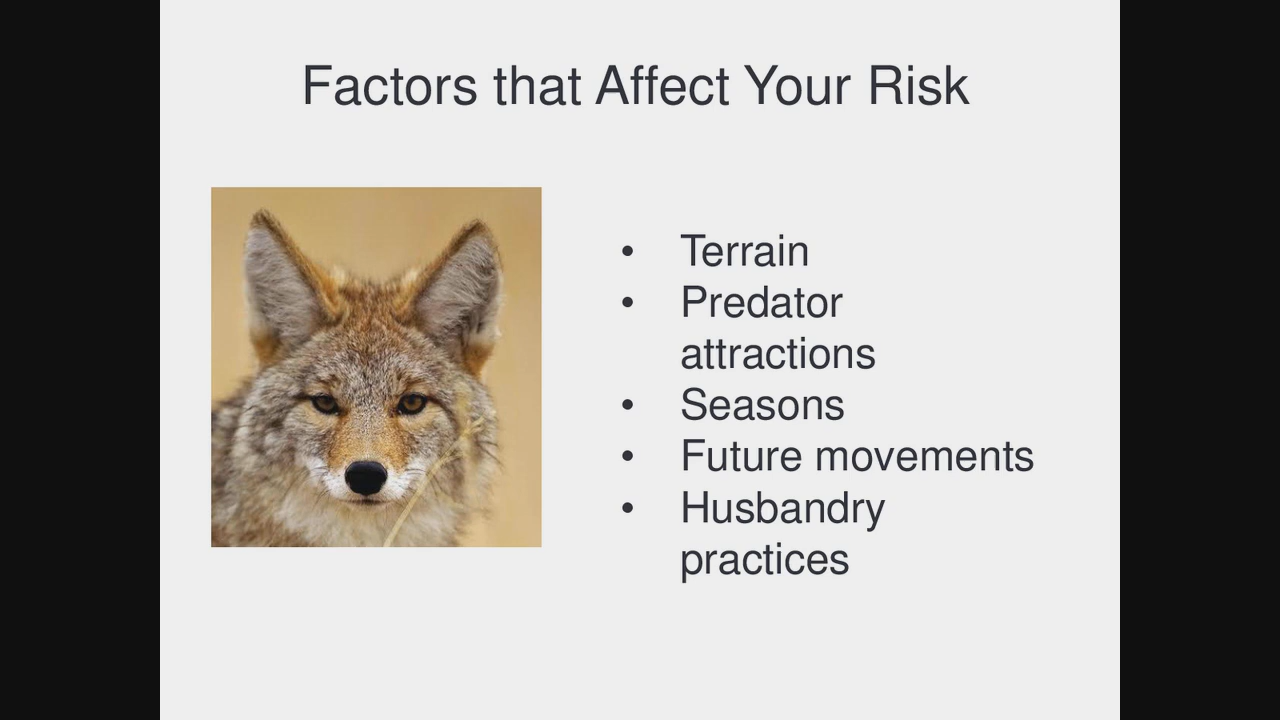 Factors that Affect Your Risk
• Terrain
• Predator
attractions
• Seasons
• Future movements
• Husbandry
practices